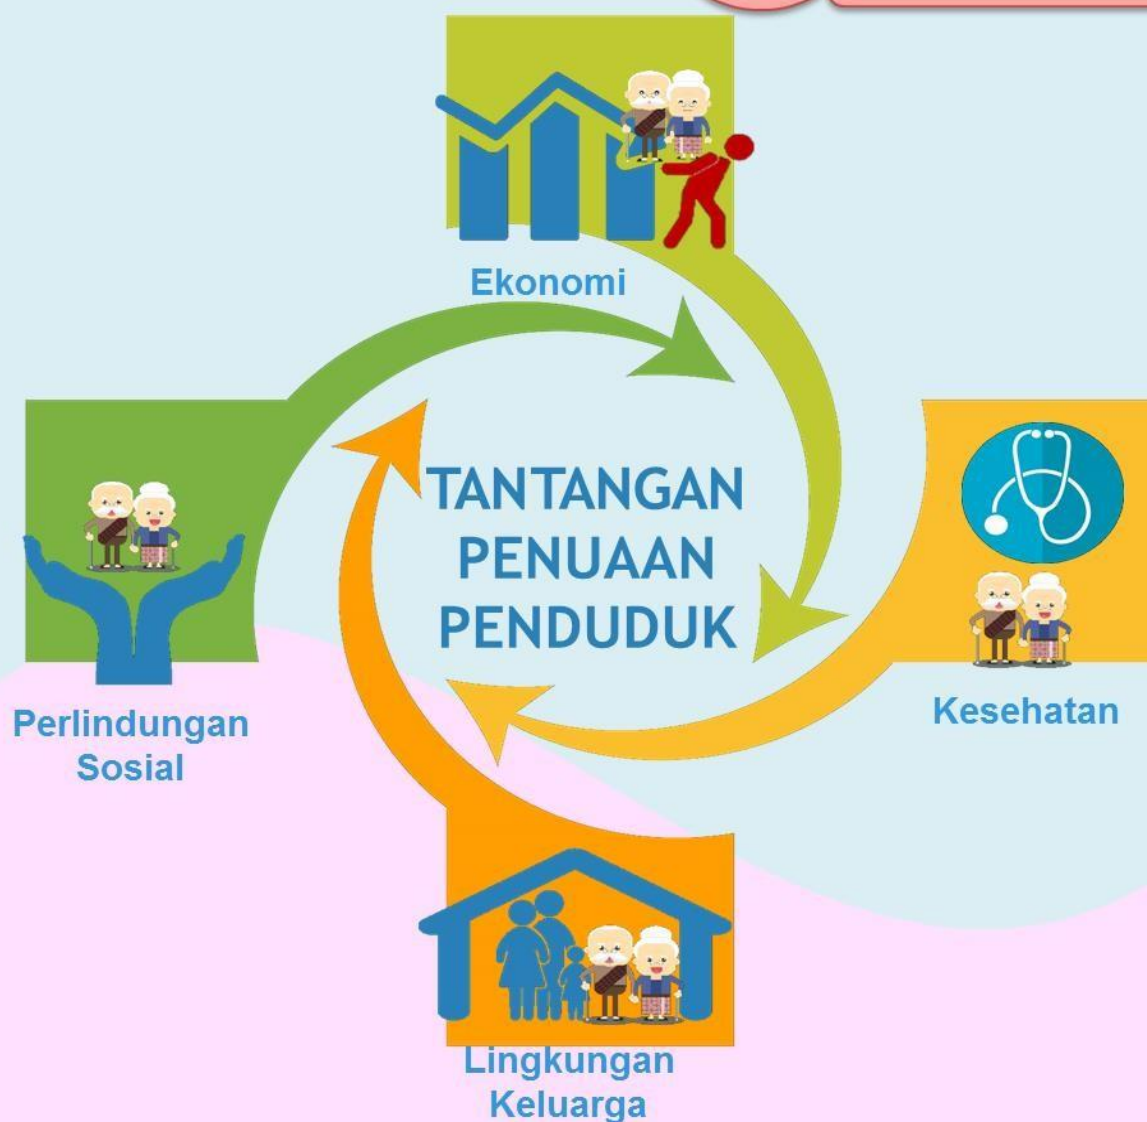 Ekonomi
TANTANGAN
PENUAAN
PENDUDUK
Kesehatan
Perlindungan
Sosial
Lingkungan
Keluarga